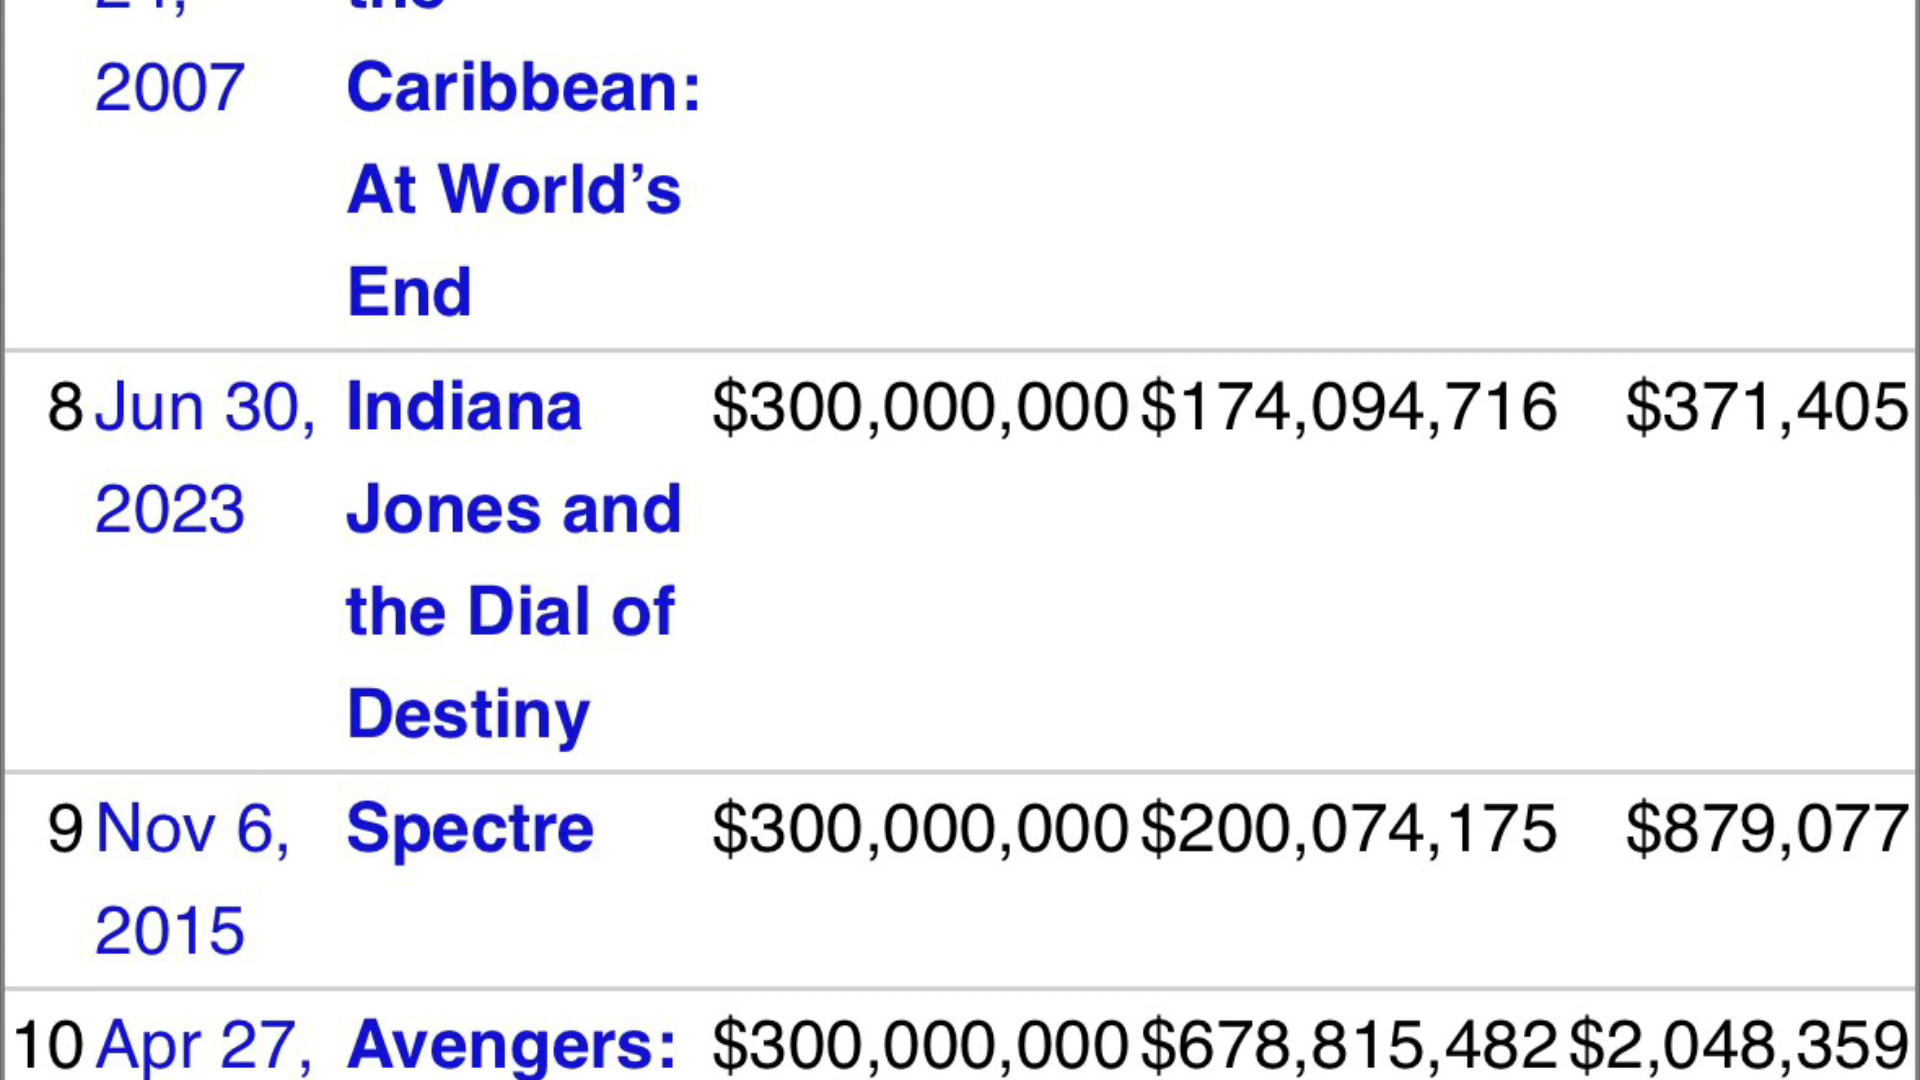 24, the
2007 Caribbean:
At World’s
End
8 Jun 30, Indiana $300,000,000 $174,094,716 $371,405
2023 Jones and
the Dial of
Destiny
9 Nov 6, Spectre $300,000,000 $200,074,175 $879,077
2015
10 Apr 27, Avengers: $300,000,000 $678,815,482 $2,048,359